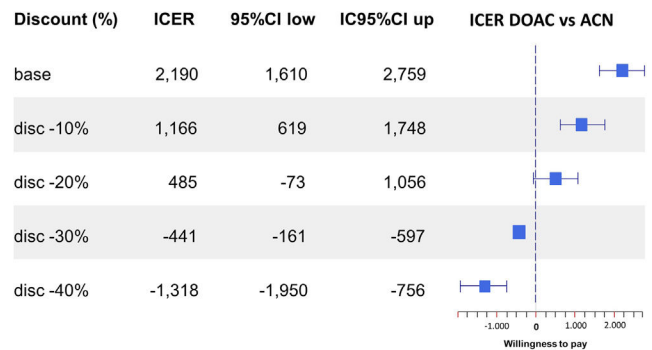 Discount (%) ICER 95%CI low IC95%CI up ICER DOAC vs ACN
base 2,190 1,610 2,759
disc -10% 1,166 619 1,748
disc -20% 485 -73 1,056
disc -30% -441 -161 -597
disc -40% -1,318 -1,950 -756
-1.000 0 1.000 2.000
Willingness to pay